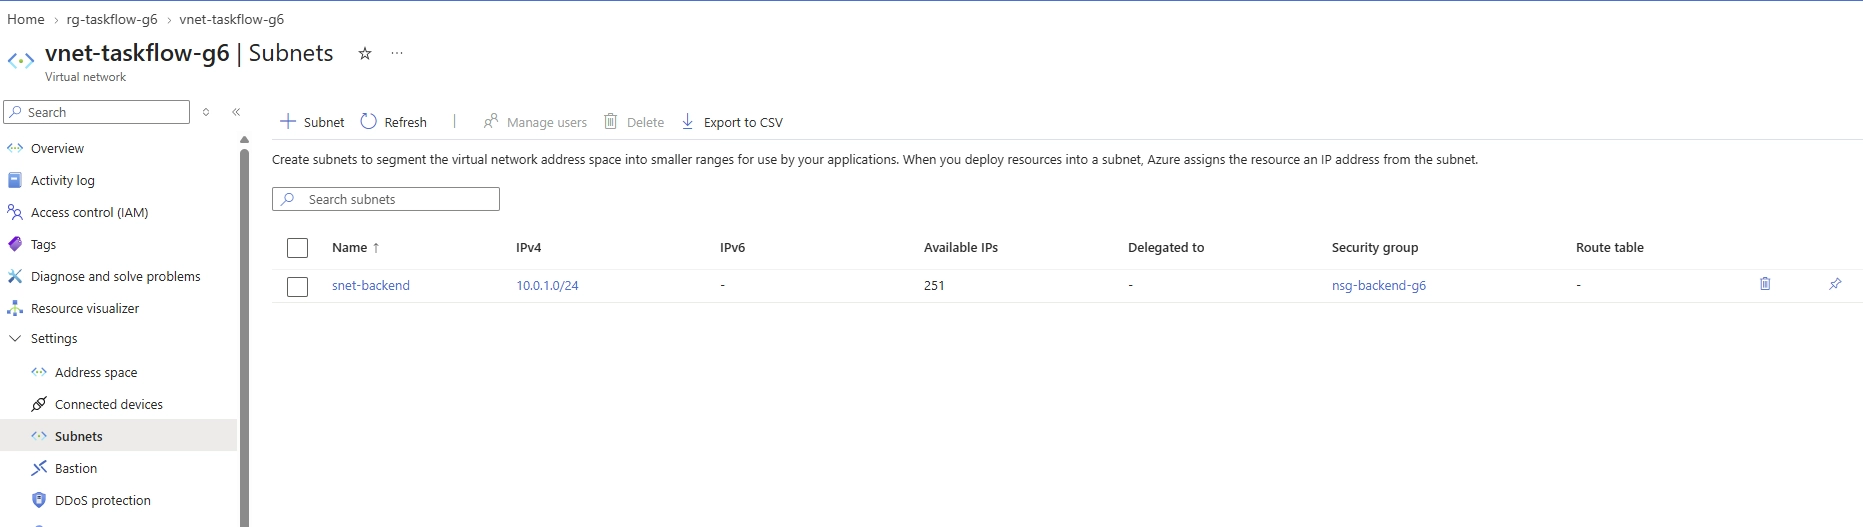 Home > rg-taskflow-g6 > vnet-taskflow-g6
vnet-taskflow-g6 | Subnets ☆ ···
Virtual network
Search
Overview
Activity log
Access control (IAM)
Tags
Diagnose and solve problems
Resource visualizer
Settings
Address space
Connected devices
Subnets
Bastion
DDoS protection
+ Subnet Refresh | Manage users Delete Export to CSV
Create subnets to segment the virtual network address space into smaller ranges for use by your applications. When you deploy resources into a subnet, Azure assigns the resource an IP address from the subnet.
Search subnets
Name ↑ IPv4 IPv6 Available IPs Delegated to Security group Route table
snet-backend 10.0.1.0/24 - 251 - nsg-backend-g6 -